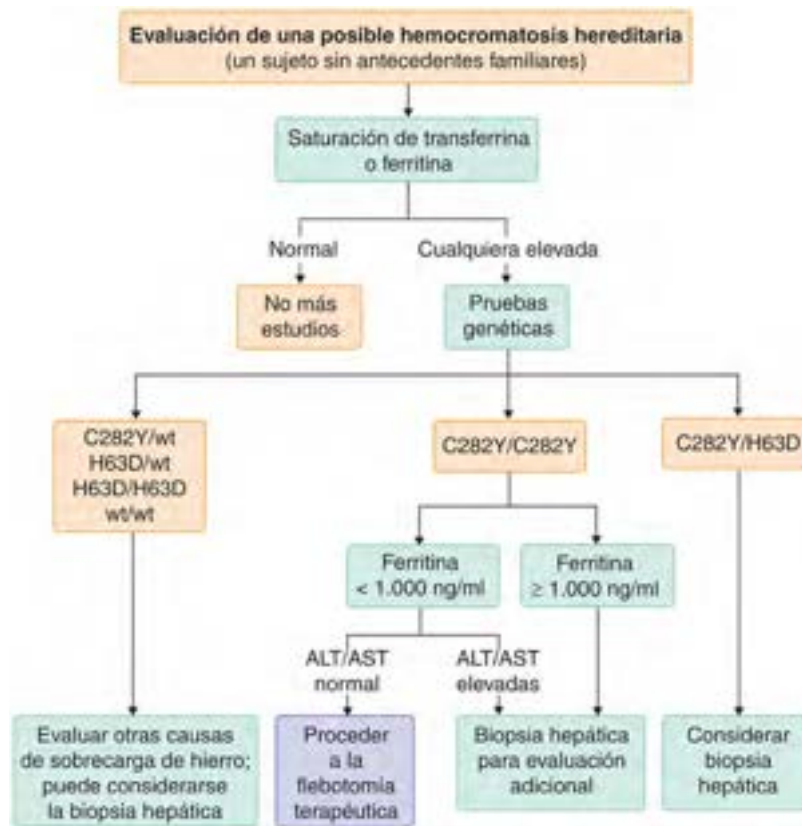 Evaluación de una posible hemocromatosis hereditaria
(un sujeto sin antecedentes familiares)
Saturación de transferrina
o ferritina
Normal
Cualquiera elevada
No más
estudios
Pruebas
genéticas
C282Y/wt
H63D/wt
H63D/H63D
wt/wt
C282Y/C282Y
C282Y/H63D
Ferritina
< 1.000 ng/ml
Ferritina
≥ 1.000 ng/ml
ALT/AST
normal
ALT/AST
elevadas
Evaluar otras causas
de sobrecarga de hierro;
puede considerarse
la biopsia hepática
Proceder
a la
flebotomía
terapéutica
Biopsia hepática
para evaluación
adicional
Considerar
biopsia
hepática